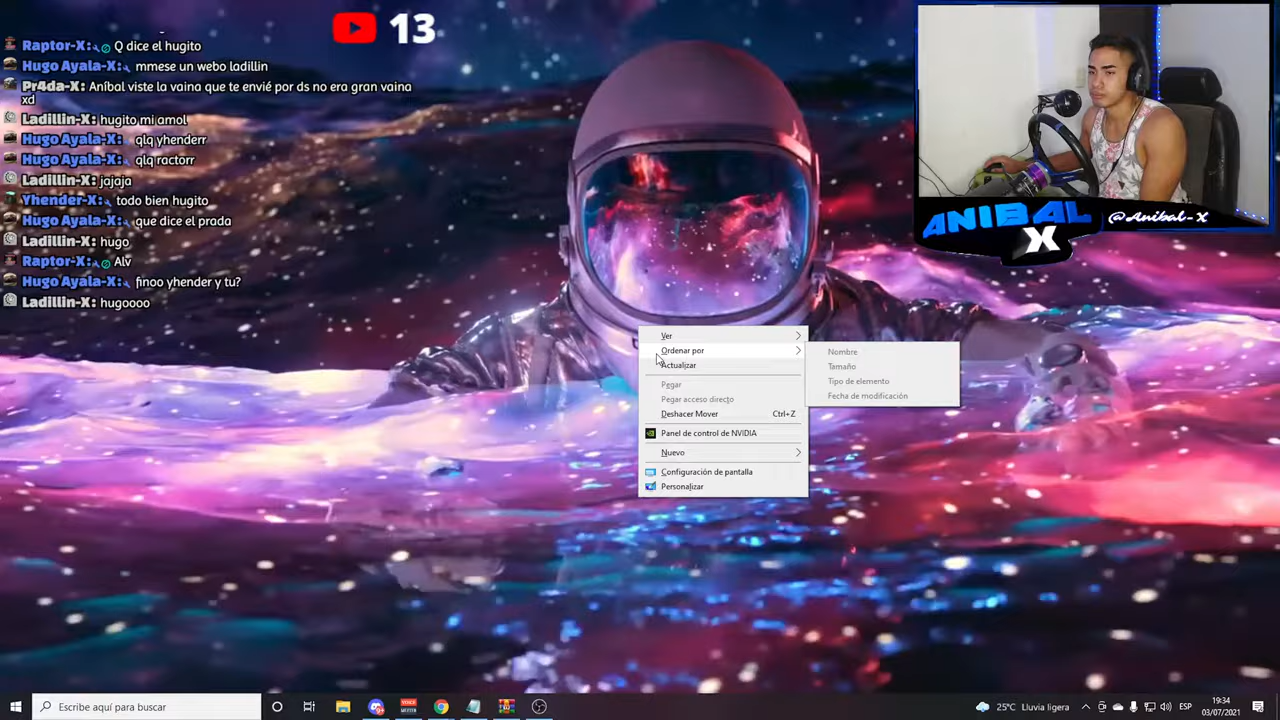 13
Raptor-X: Q dice el hugito
Hugo Ayala-X: mmese un webo ladillin
Pr4da-X: Aníbal viste la vaina que te envié por ds no era gran vaina
xd
Ladillin-X: hugito mi amol
Hugo Ayala-X: qlq yhenderr
Hugo Ayala-X: qlq ractorr
Ladillin-X: jajaja
Yhender-X: todo bien hugito
Hugo Ayala-X: que dice el prada
Ladillin-X: hugo
Raptor-X: Alv
Hugo Ayala-X: finoo yhender y tu?
Ladillin-X: hugoooo
ANIBAL
X
@Anibal-X
Ver
Ordenar por
Actualizar
Pegar
Pegar acceso directo
Deshacer Mover Ctrl+Z
Panel de control de NVIDIA
Nuevo
Configuración de pantalla
Personalizar
Nombre
Tamaño
Tipo de elemento
Fecha de modificación
Escribe aquí para buscar
25°C Lluvia ligera
ESP
19:34
03/07/2021